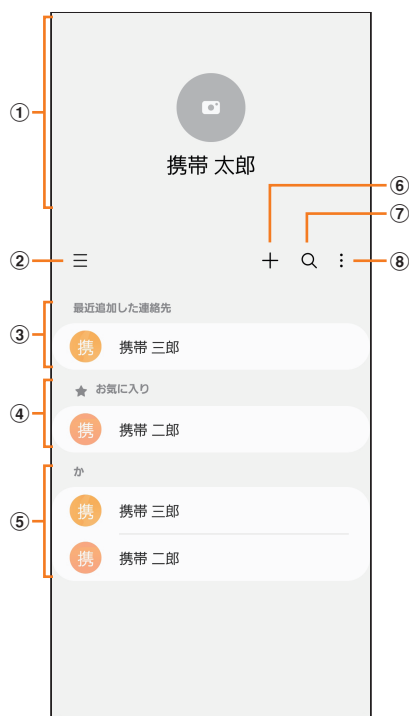 ①
携帯 太郎
⑥
⑦
②
⑧
最近追加した連絡先
③
携 携帯 三郎
お気に入り
④
携 携帯 二郎
か
⑤
携 携帯 三郎
携 携帯 二郎